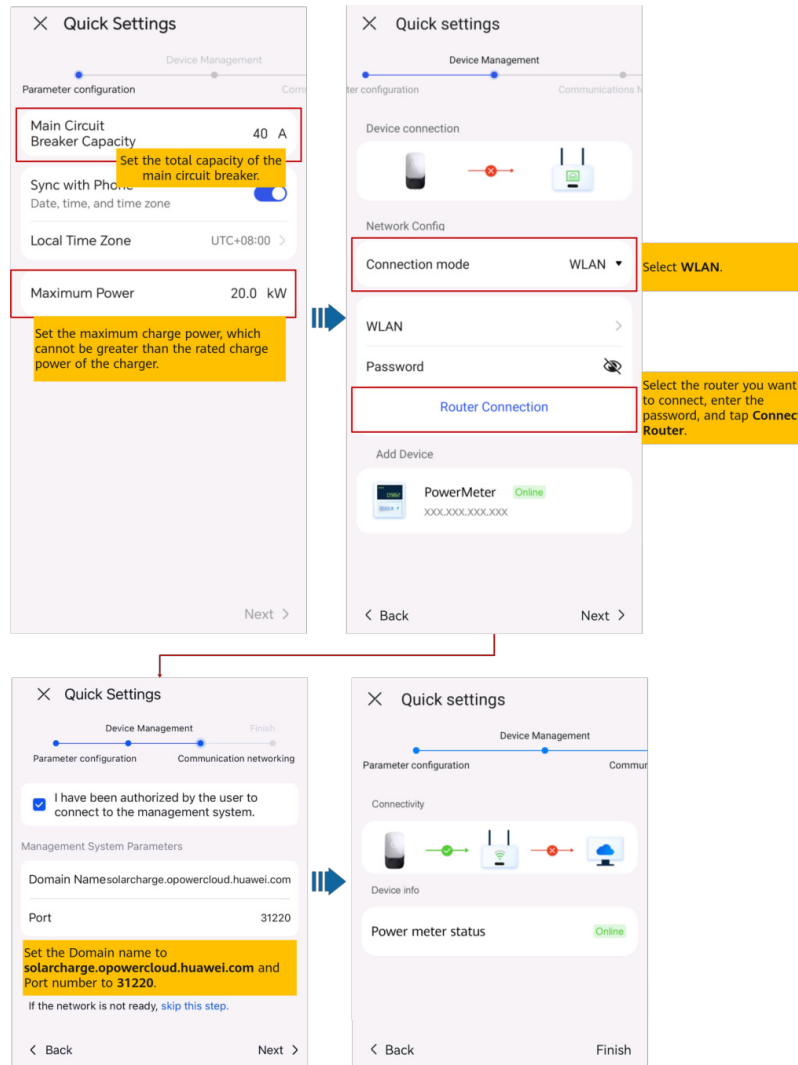 Quick Settings
Device Management
Parameter configuration
Com
Main Circuit
Breaker Capacity
40 A
Set the total capacity of the
main circuit breaker.
Sync with Phone
Date, time, and time zone
Local Time Zone
UTC+08:00
Maximum Power
20.0 kW
Set the maximum charge power, which
cannot be greater than the rated charge
power of the charger.
Next
Quick settings
Device Management
ter configuration
Communications N
Device connection
Network Config
Connection mode
WLAN
Select WLAN.
WLAN
Password
Router Connection
Select the router you want
to connect, enter the
password, and tap Connect
Router.
Add Device
PowerMeter
Online
XXX.XXX.XXX.XXX
Back
Next
Quick Settings
Device Management
Finish
Parameter configuration
Communication networking
I have been authorized by the user to
connect to the management system.
Management System Parameters
Domain Name
solarcharge.opowercloud.huawei.com
Port
31220
Set the Domain name to
solarcharge.opowercloud.huawei.com and
Port number to 31220.
If the network is not ready, skip this step.
Back
Next
Quick settings
Device Management
Parameter configuration
Commun
Connectivity
Device info
Power meter status
Online
Back
Finish